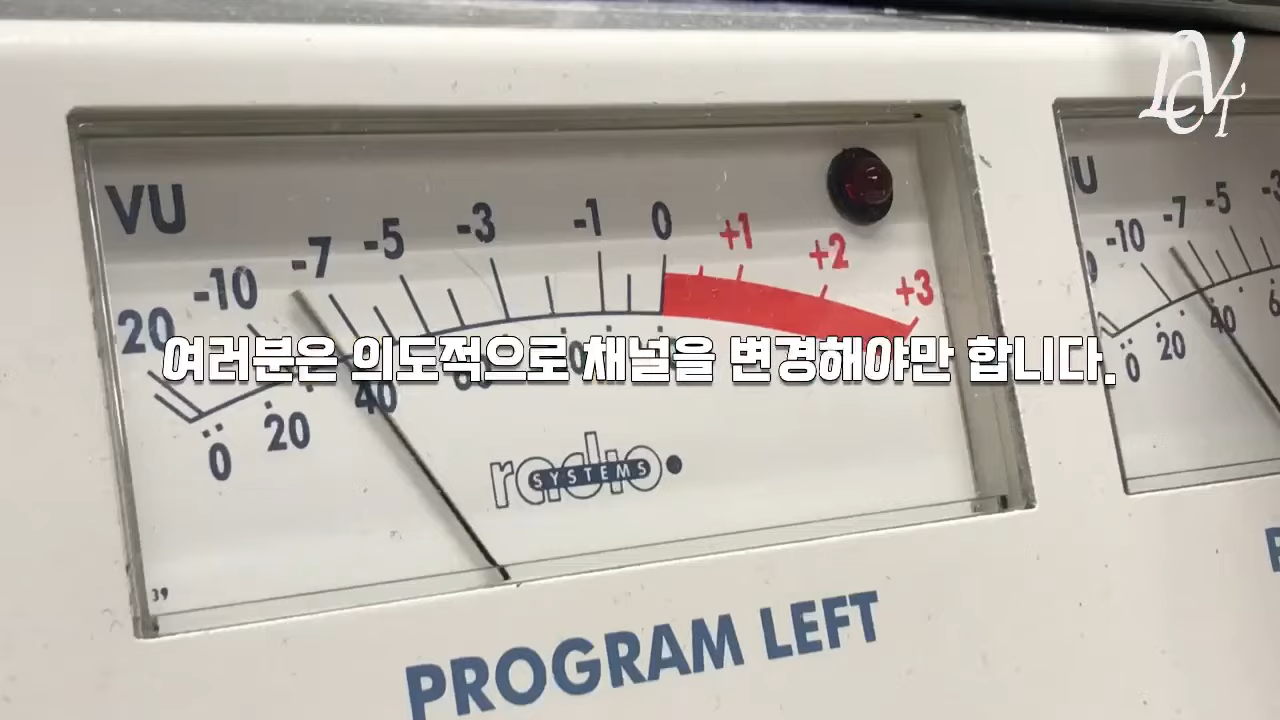 LCVT
VU
20 -10 -7 -5 -3 -1 0 +1 +2 +3
여러분은 의도적으로 채널을 변경해야만 합니다.
0 20 40
radio SYSTEMS
39
PROGRAM LEFT
U
-10 -7 -5 -3
0 20 40